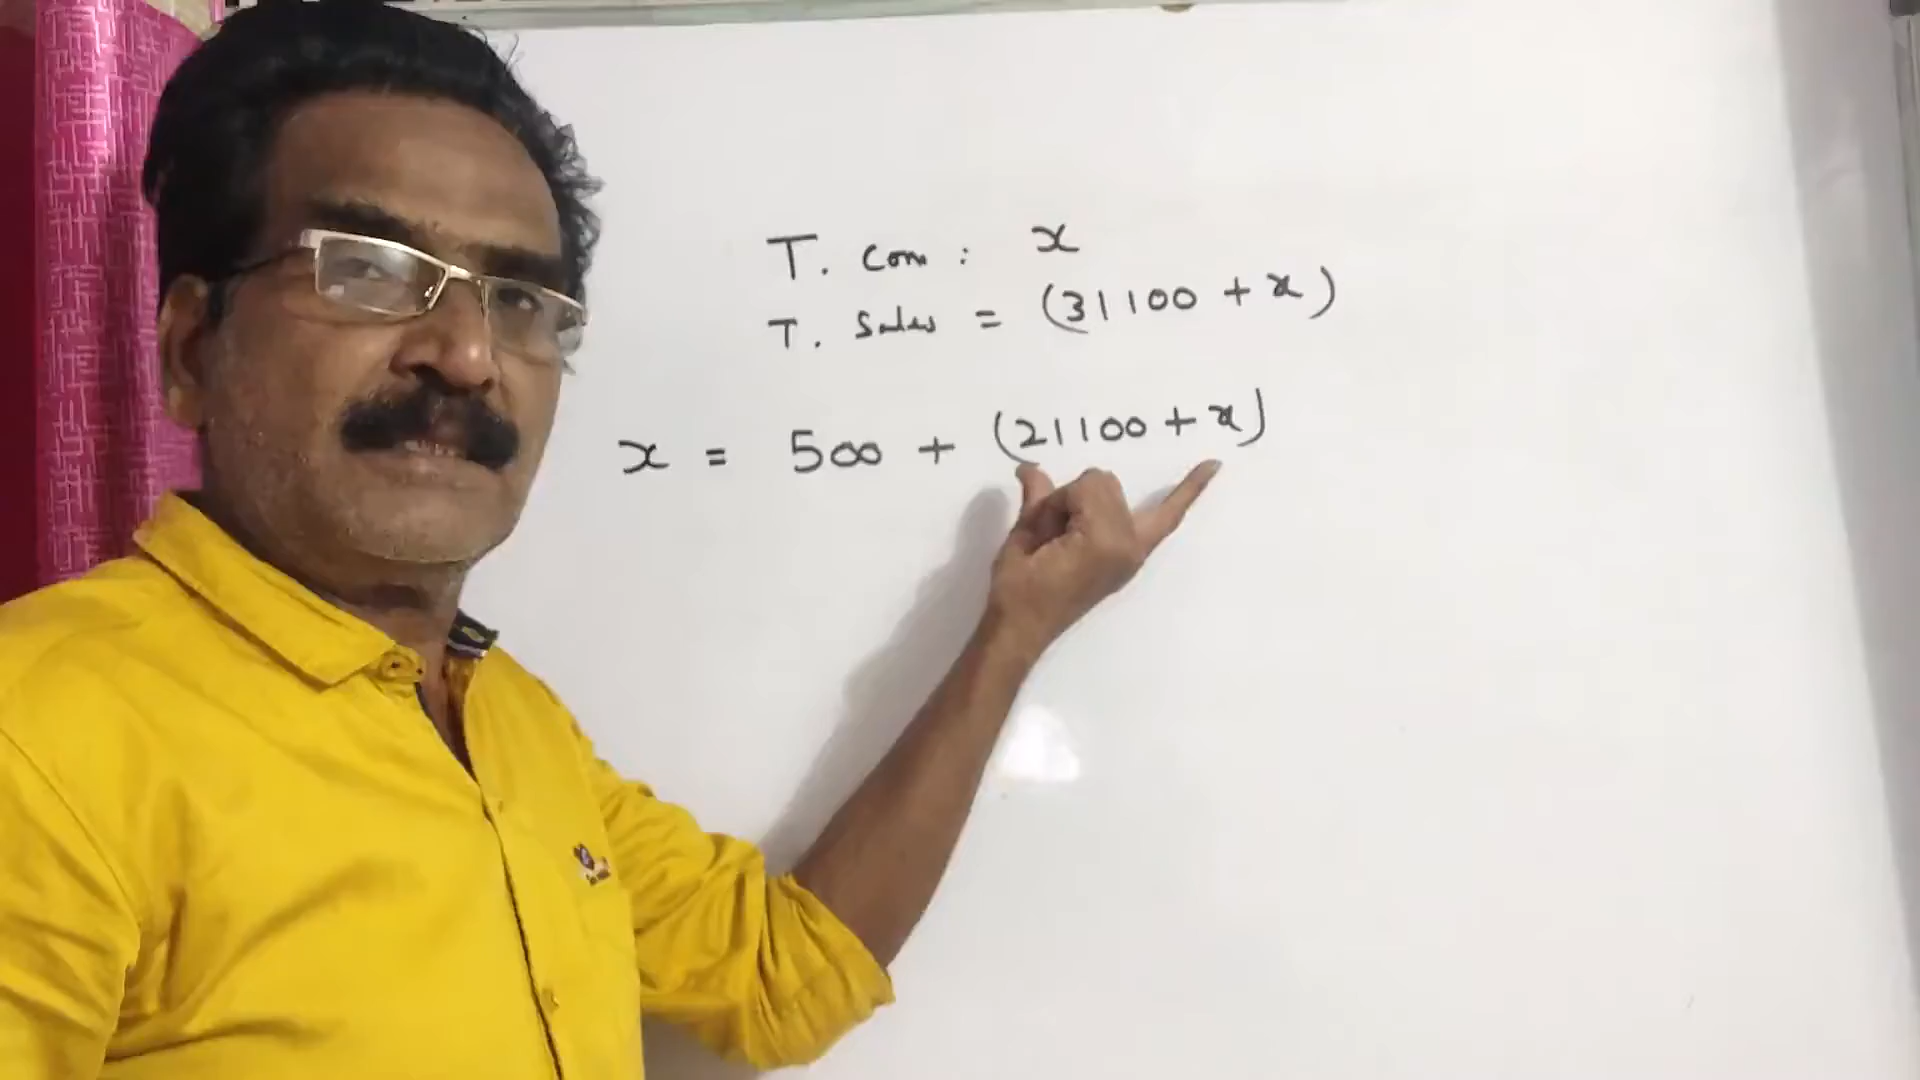 T. Com : x
T. Sales = (31100 + x)
x = 500 + (21100 + x)